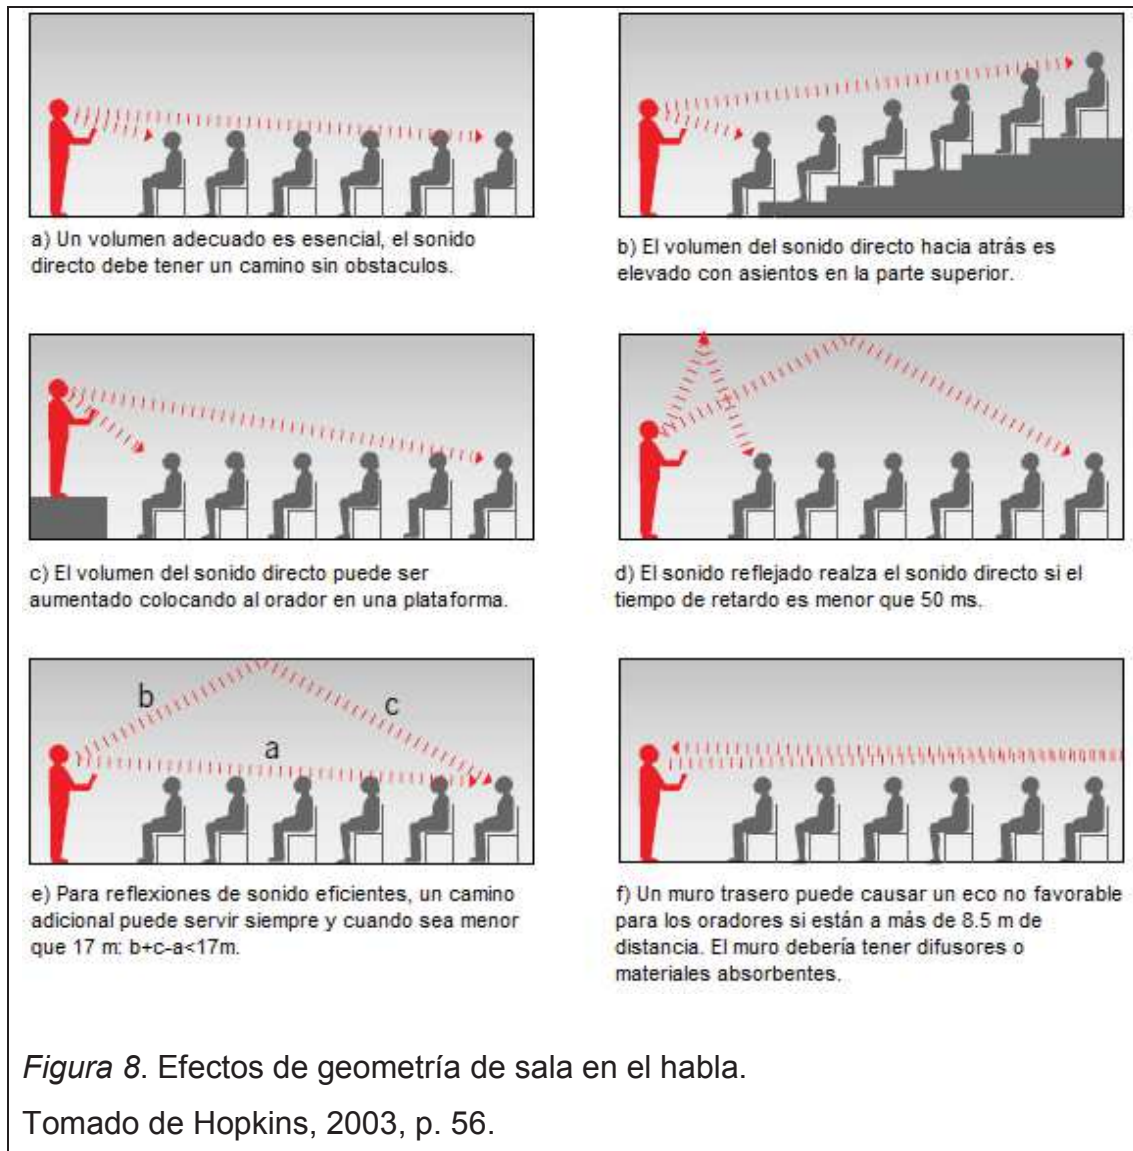 a) Un volumen adecuado es esencial, el sonido
directo debe tener un camino sin obstaculos.
b) El volumen del sonido directo hacia atrás es
elevado con asientos en la parte superior.
c) El volumen del sonido directo puede ser
aumentado colocando al orador en una plataforma.
d) El sonido reflejado realza el sonido directo si el
tiempo de retardo es menor que 50 ms.
b
c
a
e) Para reflexiones de sonido eficientes, un camino
adicional puede servir siempre y cuando sea menor
que 17 m: b+c-a<17m.
f) Un muro trasero puede causar un eco no favorable
para los oradores si están a más de 8.5 m de
distancia. El muro debería tener difusores o
materiales absorbentes.
Figura 8. Efectos de geometría de sala en el habla.
Tomado de Hopkins, 2003, p. 56.